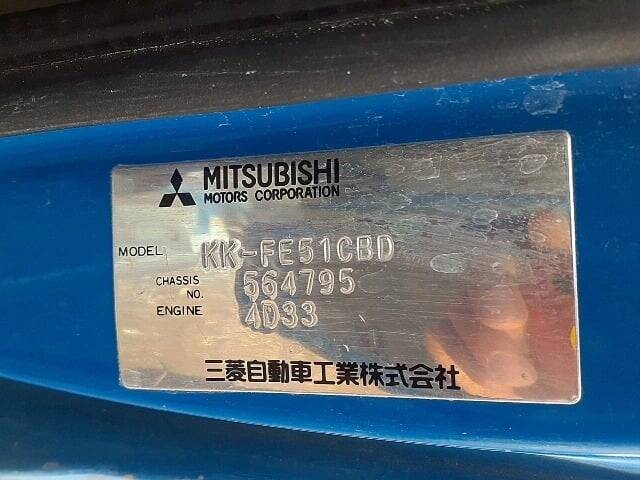 MITSUBISHI
MOTORS CORPORATION
MODEL KK-FE51CBD
CHASSIS NO. 564795
ENGINE 4D33
三菱自動車工業株式会社